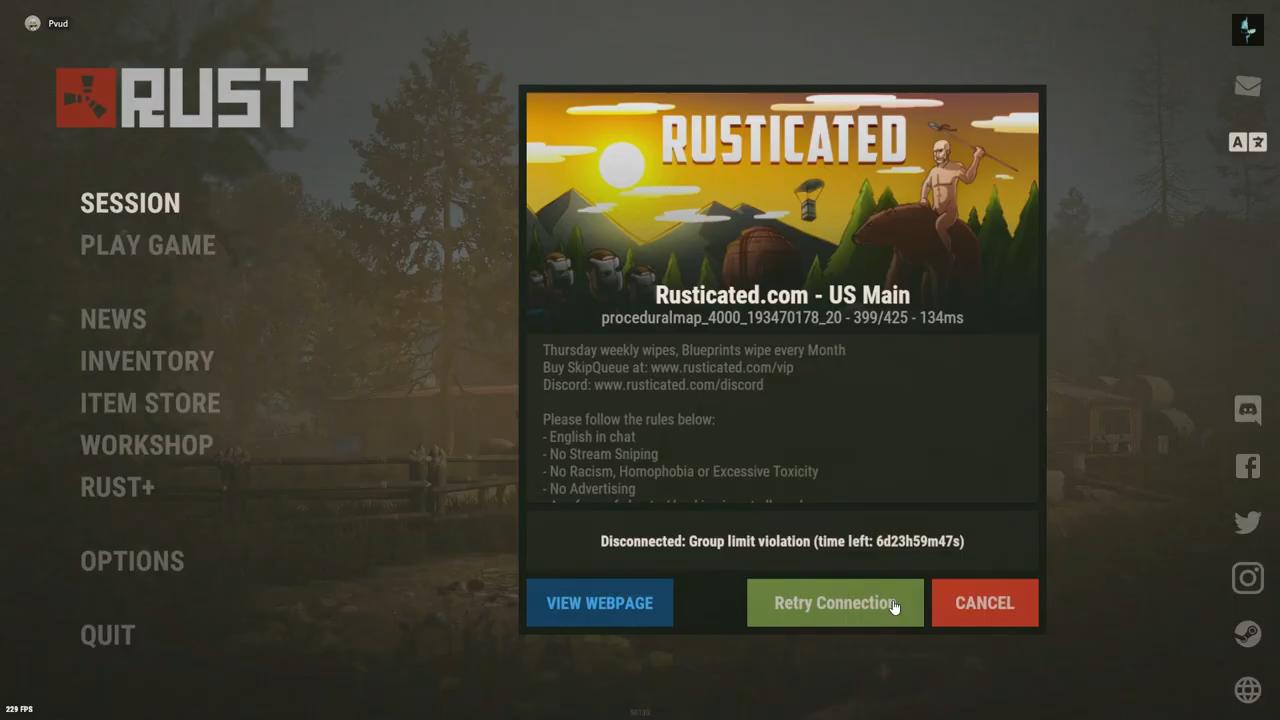 Pvud
RUST
SESSION
PLAY GAME
NEWS
INVENTORY
ITEM STORE
WORKSHOP
RUST+
OPTIONS
QUIT
229 FPS
RUSTICATED
Rusticated.com - US Main
proceduralmap_4000_193470178_20 - 399/425 - 134ms
Thursday weekly wipes, Blueprints wipe every Month
Buy SkipQueue at: www.rusticated.com/vip
Discord: www.rusticated.com/discord
Please follow the rules below:
- English in chat
- No Stream Sniping
- No Racism, Homophobia or Excessive Toxicity
- No Advertising
Disconnected: Group limit violation (time left: 6d23h59m47s)
VIEW WEBPAGE
Retry Connection
CANCEL
A 文